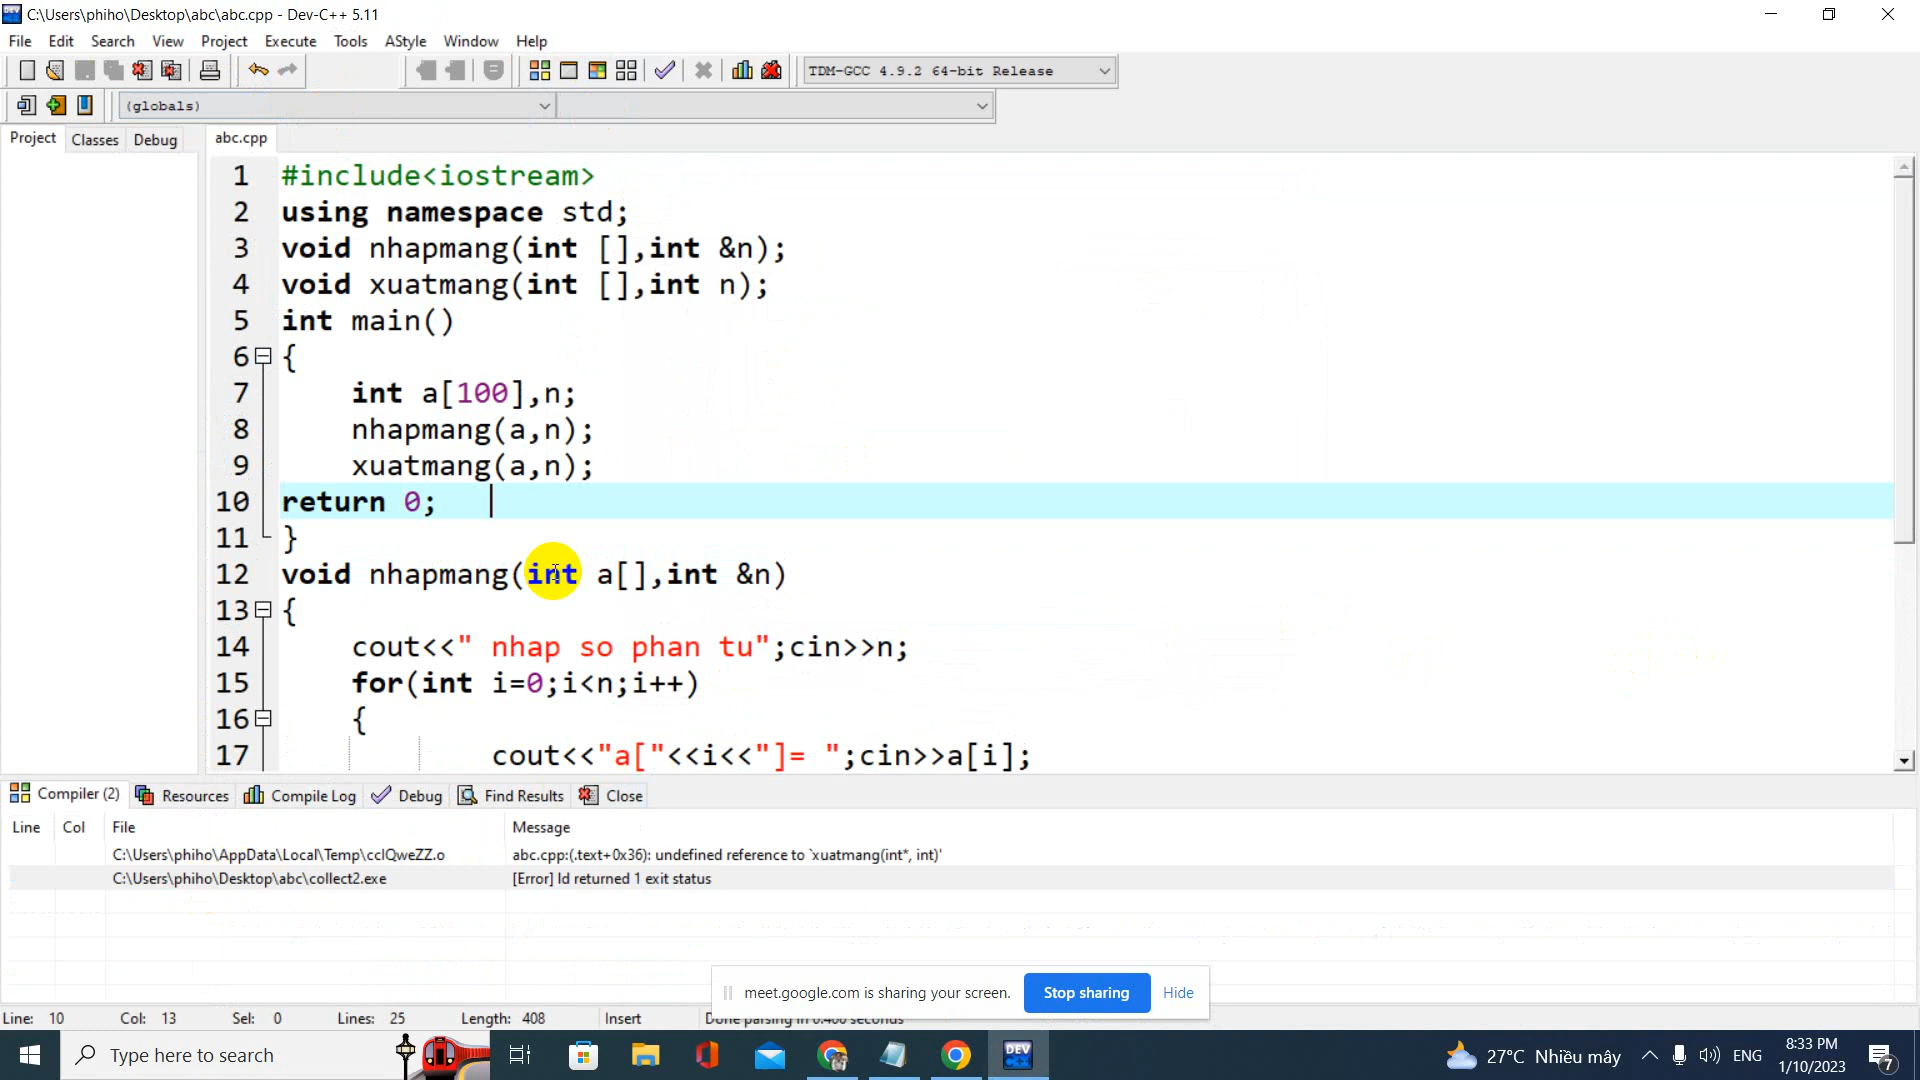 C:\Users\phiho\Desktop\abc\abc.cpp - Dev-C++ 5.11
File Edit Search View Project Execute Tools AStyle Window Help
TDM-GCC 4.9.2 64-bit Release
(globals)
Project Classes Debug abc.cpp
1 #include<iostream>
2 using namespace std;
3 void nhapmang(int [],int &n);
4 void xuatmang(int [],int n);
5 int main()
6 {
7 int a[100],n;
8 nhapmang(a,n);
9 xuatmang(a,n);
10 return 0;
11 }
12 void nhapmang(int a[],int &n)
13 {
14 cout<<" nhap so phan tu";cin>>n;
15 for(int i=0;i<n;i++)
16 {
17 cout<<"a["<<i<<"]= ";cin>>a[i];
Compiler (2) Resources Compile Log Debug Find Results Close
Line Col File Message
C:\Users\phiho\AppData\Local\Temp\cclQweZZ.o abc.cpp:(.text+0x36): undefined reference to `xuatmang(int*, int)'
C:\Users\phiho\Desktop\abc\collect2.exe [Error] ld returned 1 exit status
meet.google.com is sharing your screen. Stop sharing Hide
Line: 10 Col: 13 Sel: 0 Lines: 25 Length: 408 Insert Done parsing in 0.406 seconds
Type here to search
DEV
27°C Nhiều mây
ENG
8:33 PM
1/10/2023
7